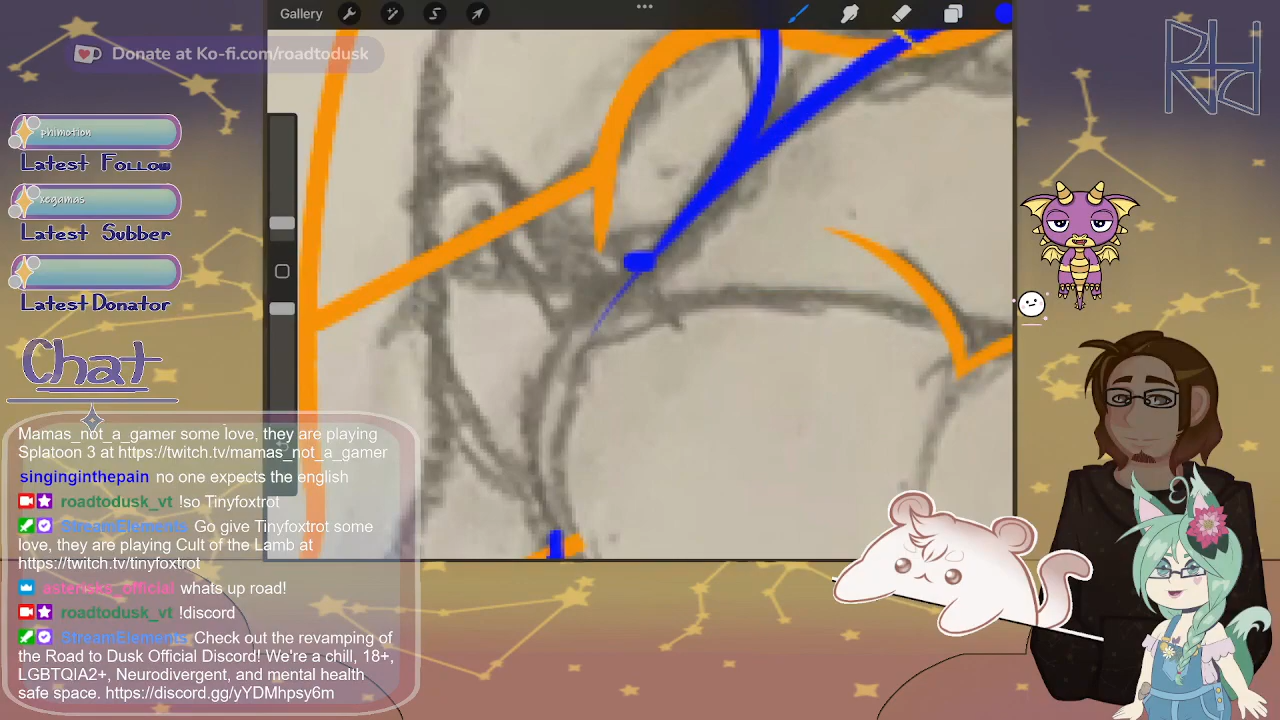 Gallery
Donate at Ko-fi.com/roadtodusk
phimotion
Latest Follow
xcgamas
Latest Subber
Latest Donator
Chat
Mamas_not_a_gamer some love, they are playing
Splatoon 3 at https://twitch.tv/mamas_not_a_gamer
singinginthepain no one expects the english
roadtodusk_vt !so Tinyfoxtrot
StreamElements Go give Tinyfoxtrot some
love, they are playing Cult of the Lamb at
https://twitch.tv/tinyfoxtrot
asterisks_official whats up road!
roadtodusk_vt !discord
StreamElements Check out the revamping of
the Road to Dusk Official Discord! We're a chill, 18+,
LGBTQIA2+, Neurodivergent, and mental health
safe space. https://discord.gg/yYDMhpsy6m